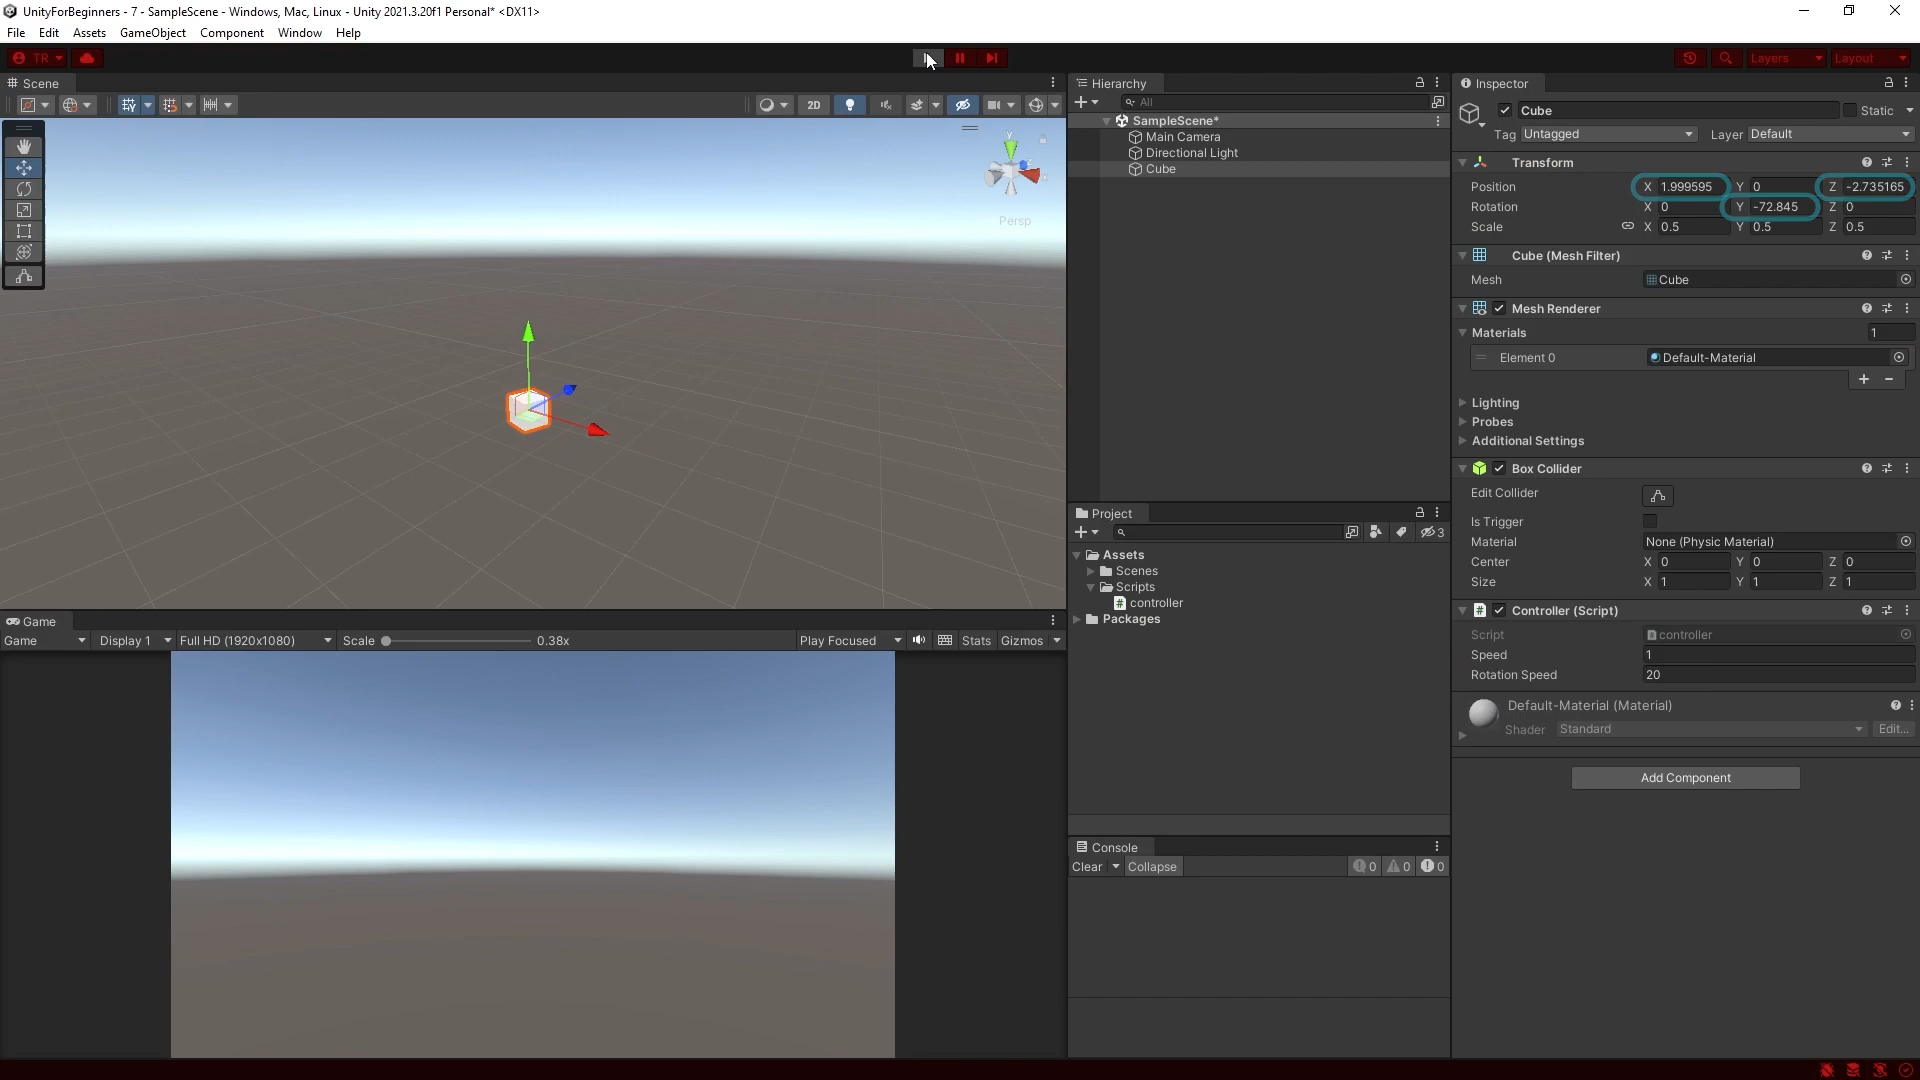 UnityForBeginners - 7 - SampleScene - Windows, Mac, Linux - Unity 2021.3.20f1 Personal* <DX11>
File Edit Assets GameObject Component Window Help
TR Layers Layout
Scene
2D
y
z
Persp
Game
Game Display 1 Full HD (1920x1080) Scale 0.38x Play Focused Stats Gizmos
Hierarchy
All
SampleScene*
Main Camera
Directional Light
Cube
Project
3
Assets
Scenes
Scripts
controller
Packages
Console
Clear Collapse 0 0 0
Inspector
Cube Static
Tag Untagged Layer Default
Transform
Position X 1.999595 Y 0 Z -2.735165
Rotation X 0 Y -72.845 Z 0
Scale X 0.5 Y 0.5 Z 0.5
Cube (Mesh Filter)
Mesh Cube
Mesh Renderer
Materials 1
Element 0 Default-Material
Lighting
Probes
Additional Settings
Box Collider
Edit Collider
Is Trigger
Material None (Physic Material)
Center X 0 Y 0 Z 0
Size X 1 Y 1 Z 1
# Controller (Script)
Script controller
Speed 1
Rotation Speed 20
Default-Material (Material)
Shader Standard Edit...
Add Component